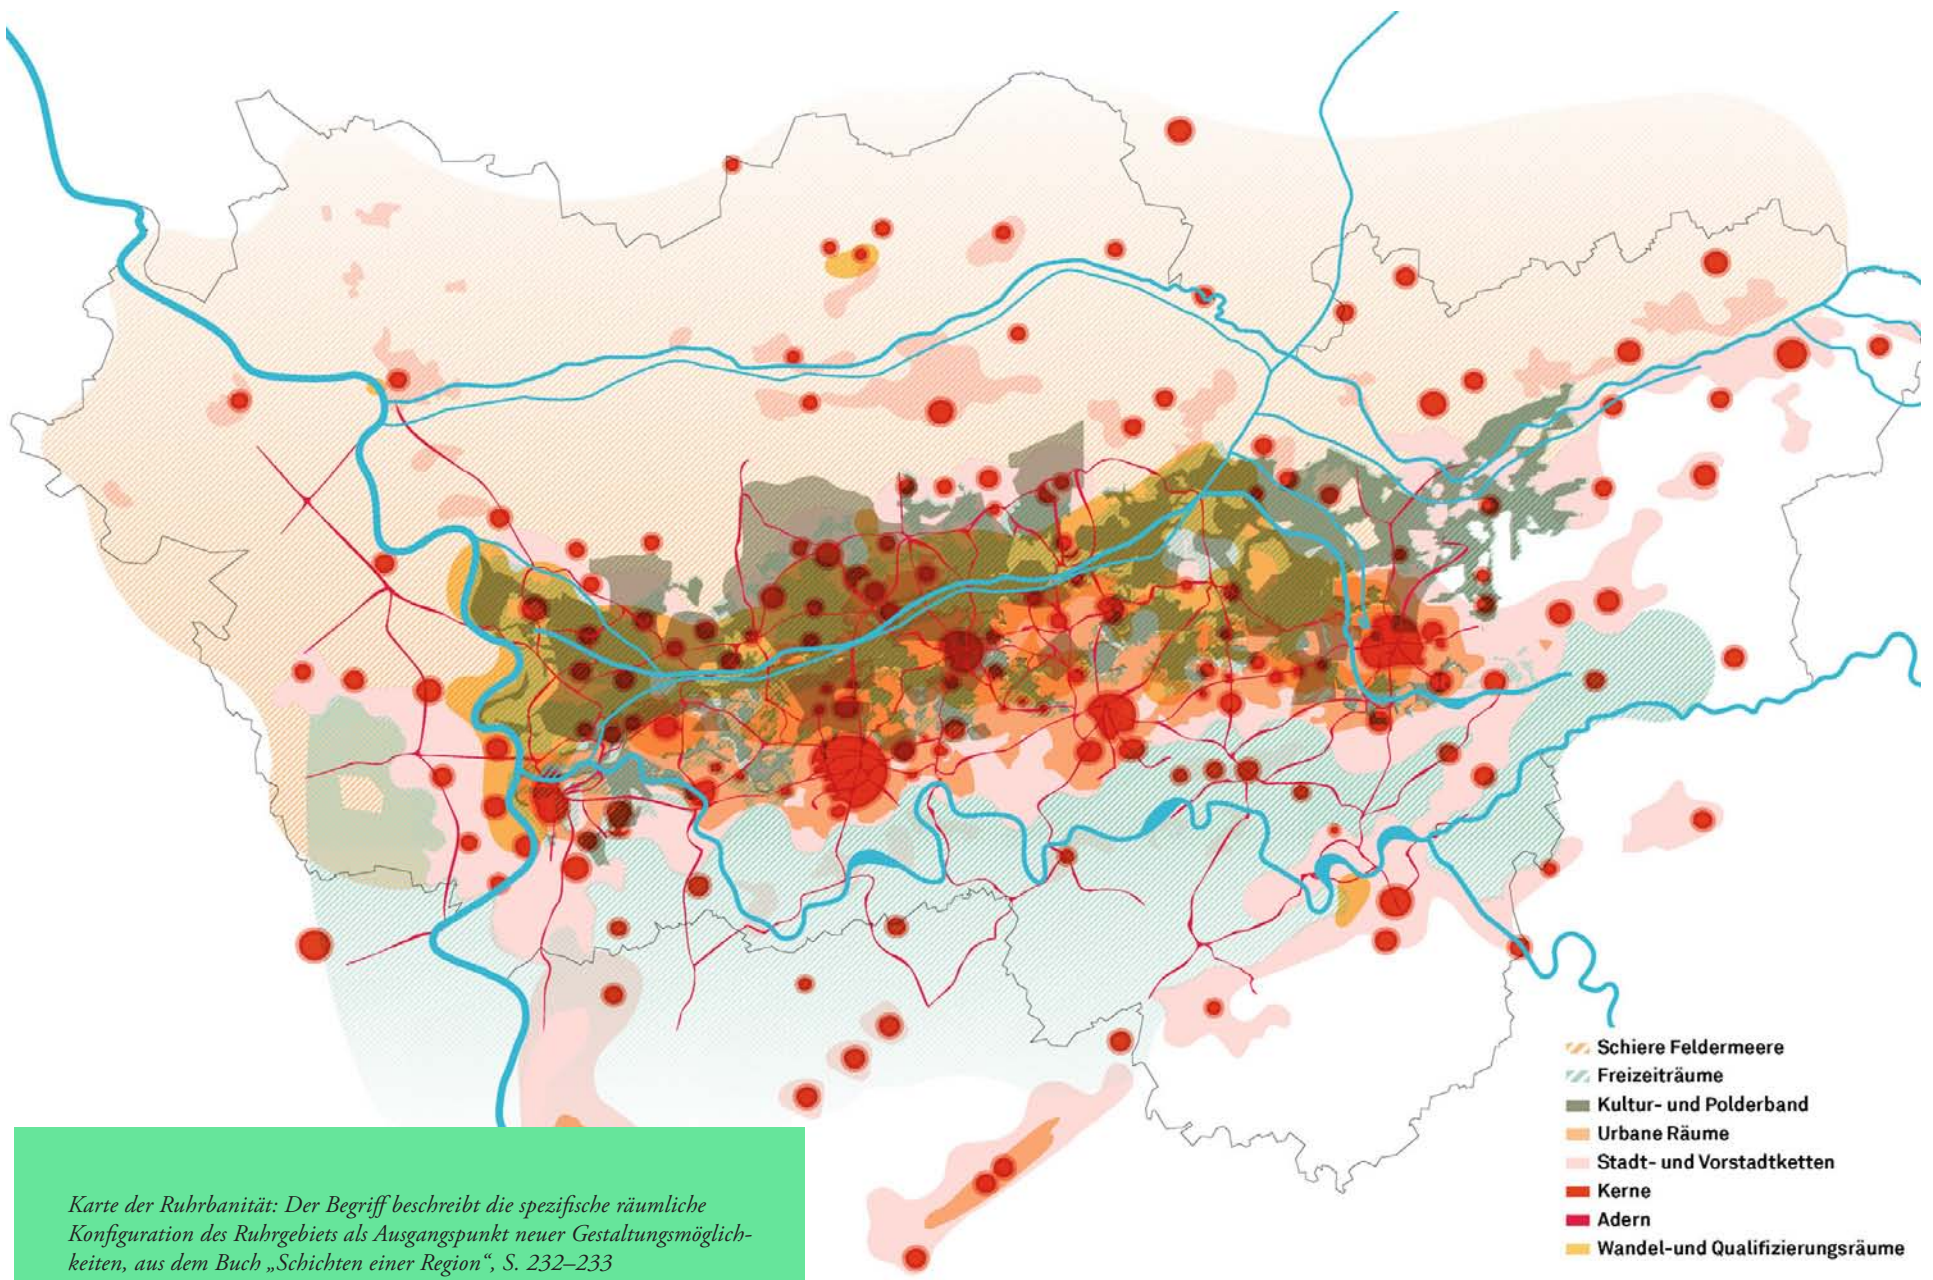 Schiere Feldermeere
Freizeiträume
Kultur- und Polderband
Urbane Räume
Stadt- und Vorstadtketten
Kerne
Adern
Wandel-und Qualifizierungsräume
Karte der Ruhrbanität: Der Begriff beschreibt die spezifische räumliche
Konfiguration des Ruhrgebiets als Ausgangspunkt neuer Gestaltungsmöglich-
keiten, aus dem Buch „Schichten einer Region“, S. 232–233